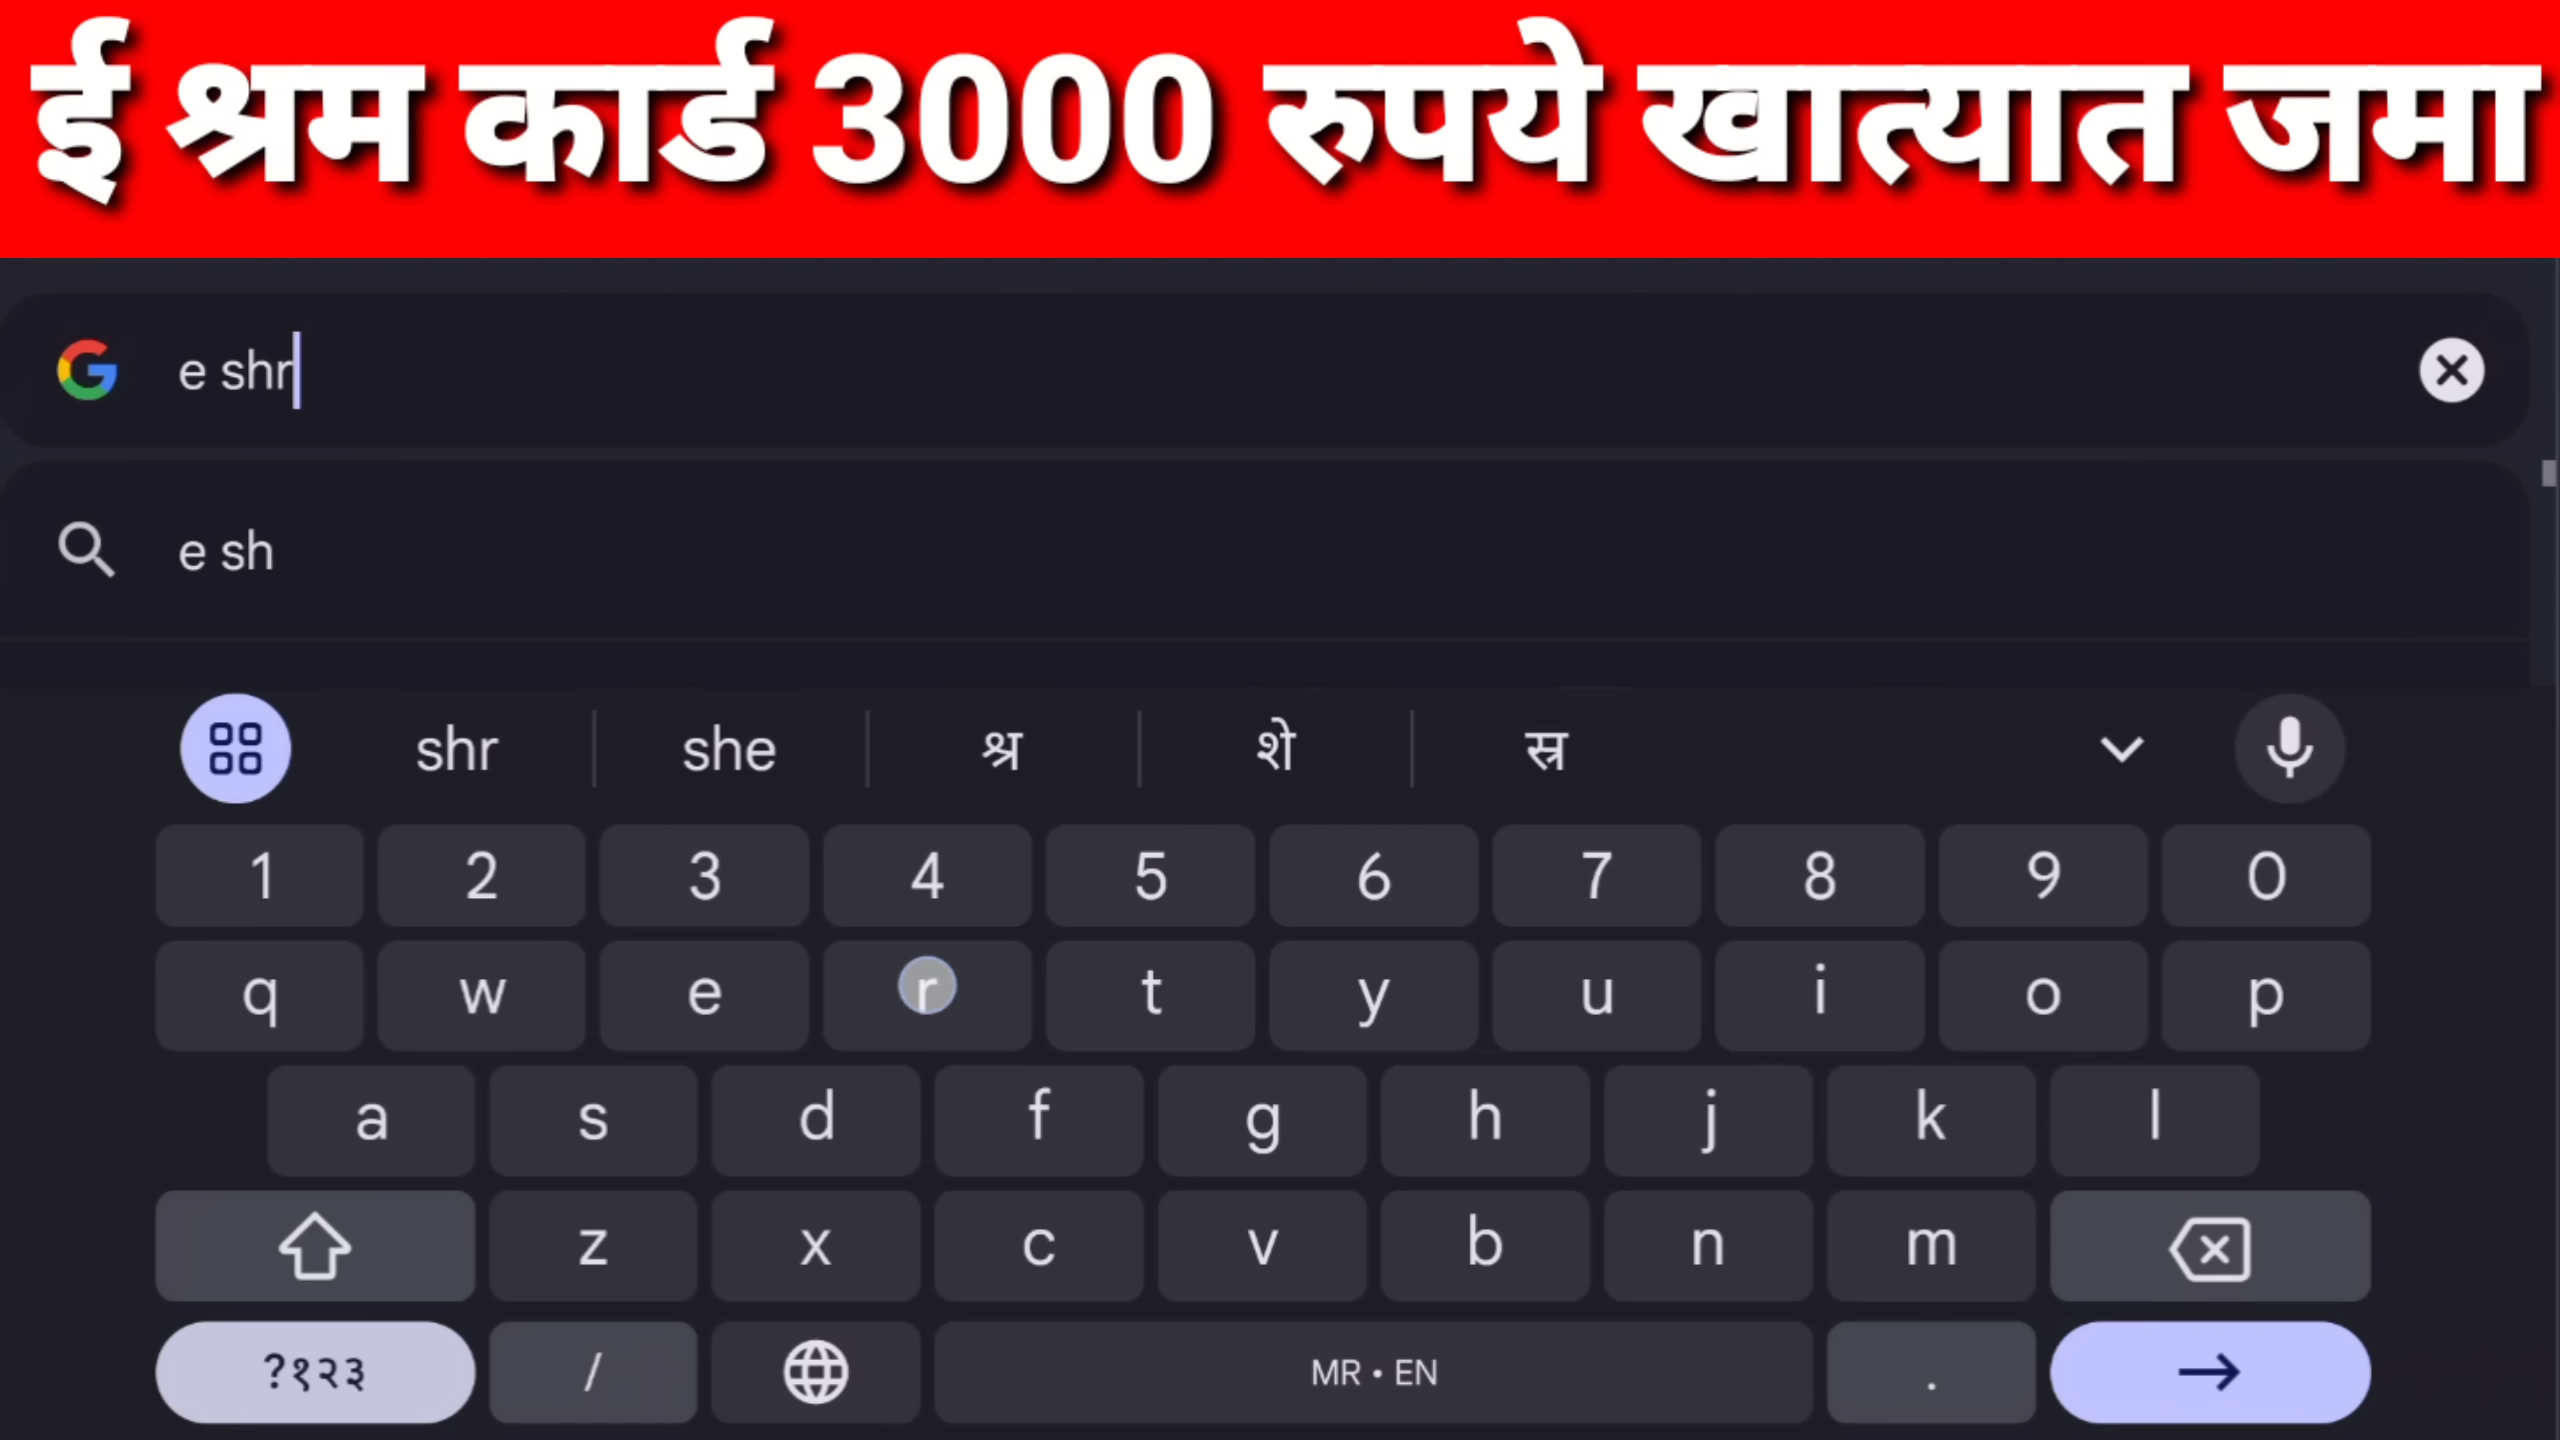 ई श्रम कार्ड 3000 रुपये खात्यात जमा
e shr
e sh
shr she श्र शे स्र
1 2 3 4 5 6 7 8 9 0
q w e r t y u i o p
a s d f g h j k l
z x c v b n m
?१२३ / MR • EN .